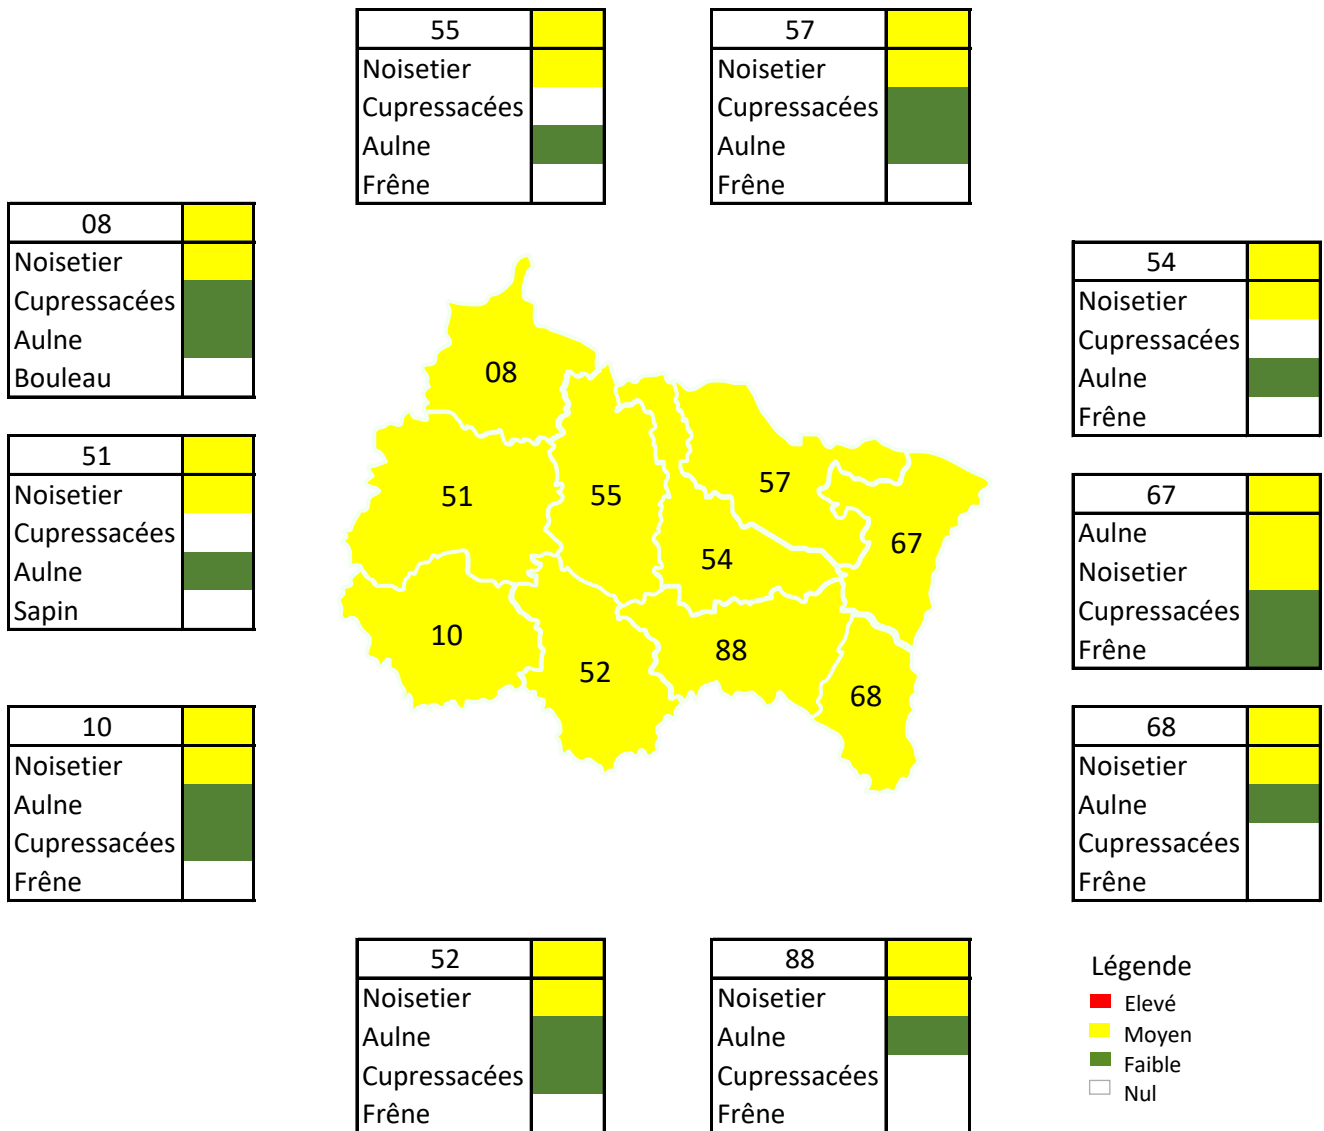 55
Noisetier
Cupressacées
Aulne
Frêne
57
Noisetier
Cupressacées
Aulne
Frêne
08
Noisetier
Cupressacées
Aulne
Bouleau
54
Noisetier
Cupressacées
Aulne
Frêne
51
Noisetier
Cupressacées
Aulne
Sapin
67
Aulne
Noisetier
Cupressacées
Frêne
10
Noisetier
Aulne
Cupressacées
Frêne
68
Noisetier
Aulne
Cupressacées
Frêne
08
57
51
55
67
54
10
88
52
68
52
Noisetier
Aulne
Cupressacées
Frêne
88
Noisetier
Aulne
Cupressacées
Frêne
Légende
Elevé
Moyen
Faible
Nul